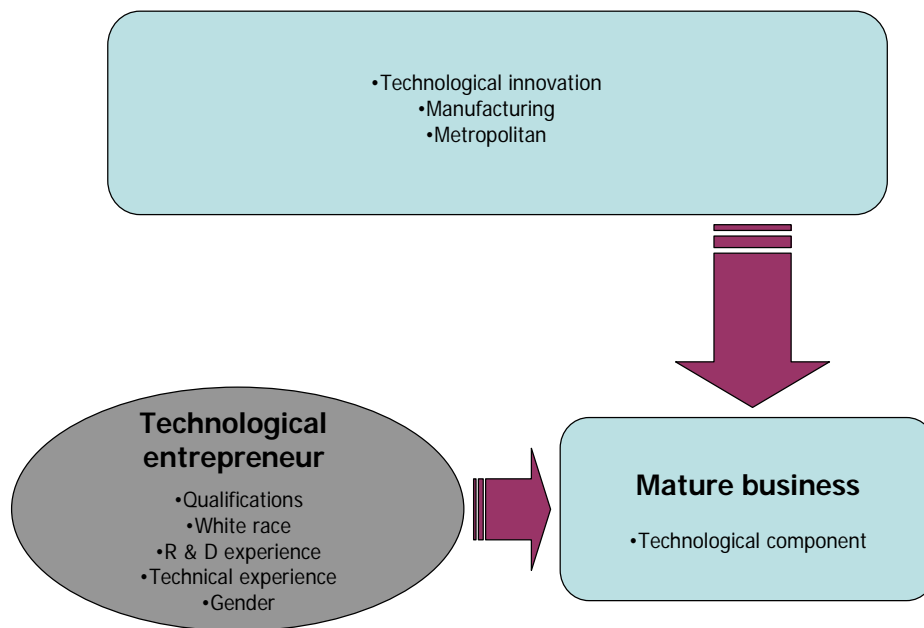 •Technological innovation
•Manufacturing
•Metropolitan
Technological
entrepreneur
•Qualifications
•White race
•R & D experience
•Technical experience
•Gender
Mature business
•Technological component